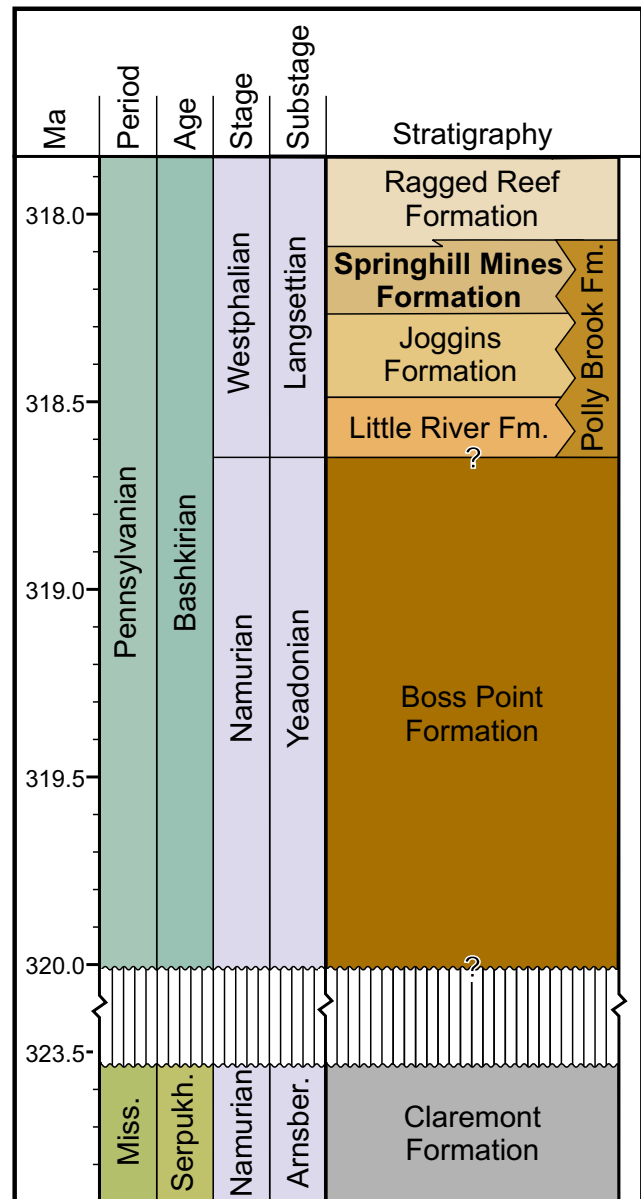 Ma
Period
Age
Stage
Substage
Stratigraphy
318.0
318.5
319.0
319.5
320.0
323.5
Pennsylvanian
Bashkirian
Westphalian
Langsettian
Namurian
Yeadonian
Ragged Reef
Formation
Springhill Mines
Formation
Joggins
Formation
Little River Fm.
Polly Brook Fm.
?
Boss Point
Formation
?
Miss.
Serpukh.
Namurian
Arnsber.
Claremont
Formation